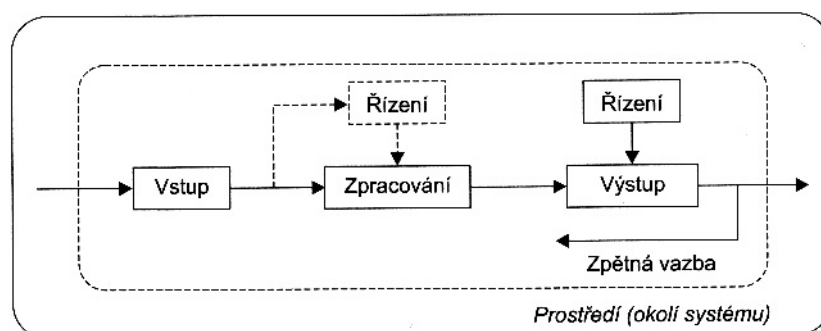 Řízení
Řízení
Vstup
Zpracování
Výstup
Zpětná vazba
Prostředí (okolí systému)